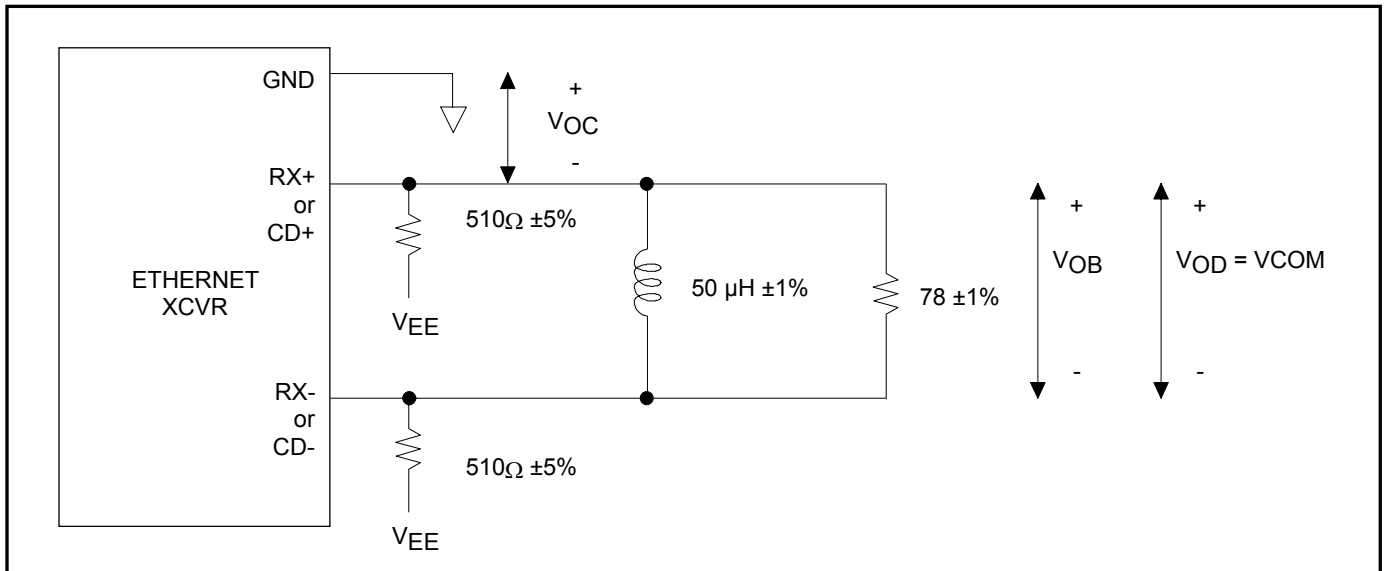 GND
+
VOC
-
RX+
or
CD+
510Ω ±5%
VEE
ETHERNET
XCVR
50 µH ±1%
78 ±1%
+
VOB
-
+
VOD = VCOM
-
RX-
or
CD-
510Ω ±5%
VEE